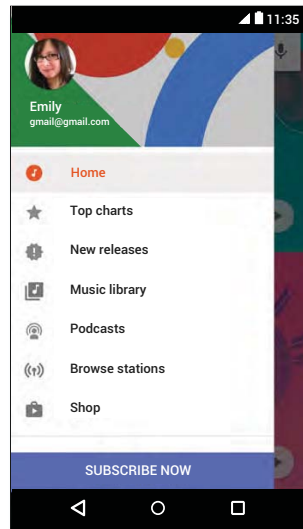 11:35
Emily
gmail@gmail.com
Home
Top charts
New releases
Music library
Podcasts
Browse stations
Shop
SUBSCRIBE NOW